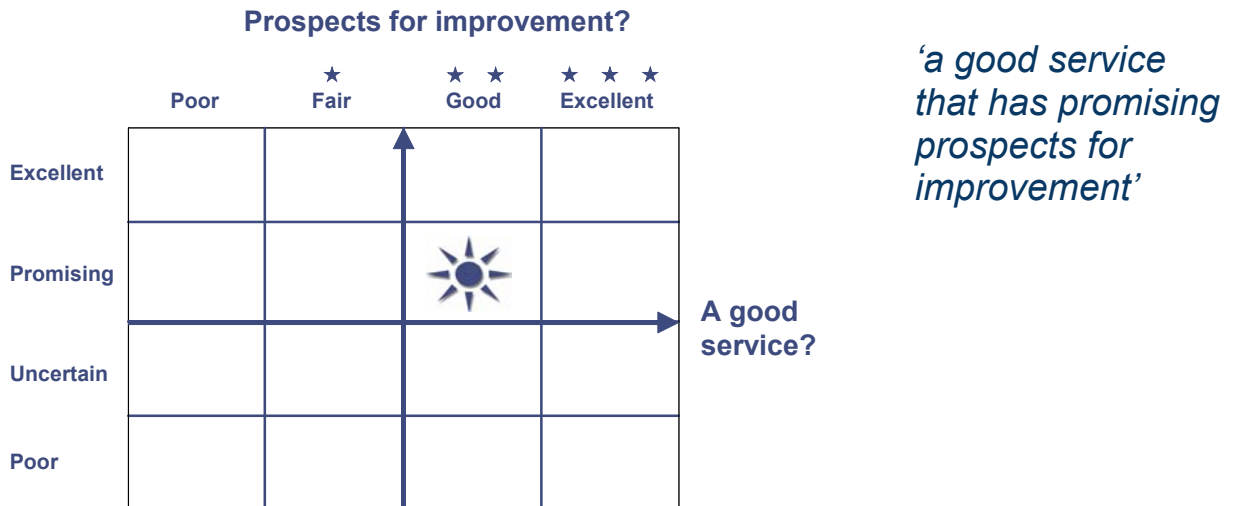 Prospects for improvement?
‘a good service
that has promising
prospects for
improvement’
★ ★ ★ ★ ★ ★
Poor Fair Good Excellent
Excellent
Promising
A good
service?
Uncertain
Poor